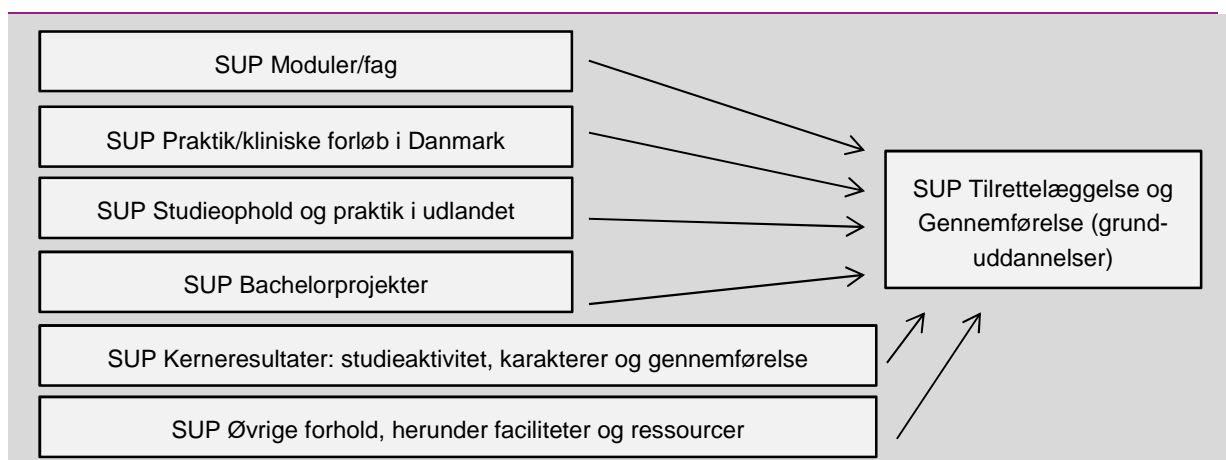 SUP Moduler/fag
SUP Praktik/kliniske forløb i Danmark
SUP Studieophold og praktik i udlandet
SUP Bachelorprojekter
SUP Kerneresultater: studieaktivitet, karakterer og gennemførelse
SUP Øvrige forhold, herunder faciliteter og ressourcer
SUP Tilrettelæggelse og
Gennemførelse (grund-
uddannelser)